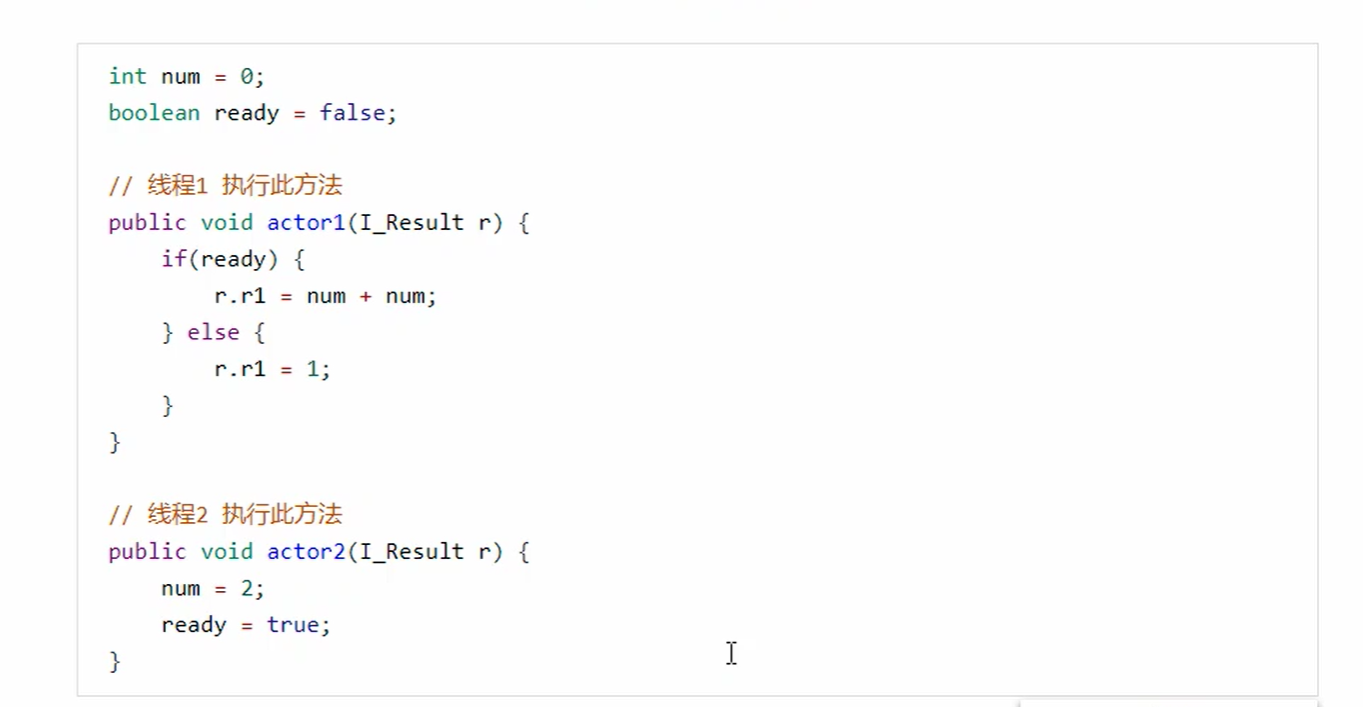 int num = 0;
boolean ready = false;
// 线程1 执行此方法
public void actor1(I_Result r) {
if(ready) {
r.r1 = num + num;
} else {
r.r1 = 1;
}
}
// 线程2 执行此方法
public void actor2(I_Result r) {
num = 2;
ready = true;
}